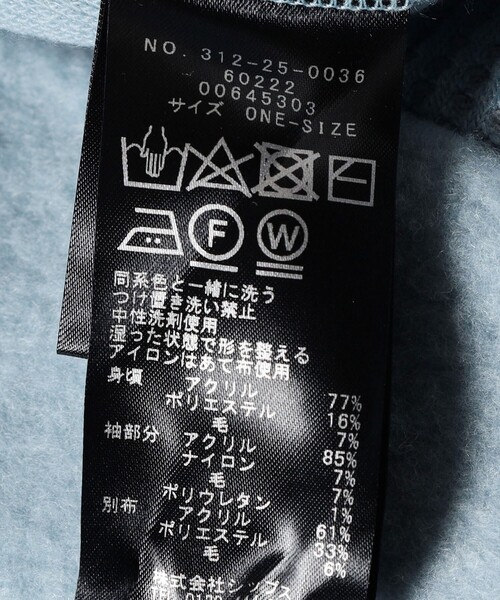 NO. 312-25-0036
60222
00645303
サイズ ONE-SIZE
F W
同系色と一緒に洗う
つけ置き洗い禁止
中性洗剤使用
湿った状態で形を整える
アイロンはあて布使用
身頃 アクリル 77%
ポリエステル 16%
毛 7%
袖部分 アクリル 85%
ナイロン 7%
毛 7%
ポリウレタン 1%
別布 アクリル 61%
ポリエステル 33%
毛 6%
株式会社シップス